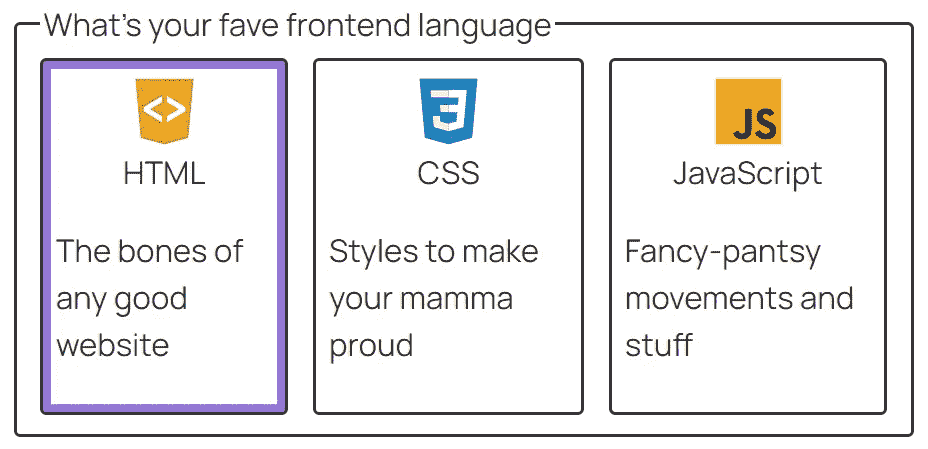 What's your fave frontend language
HTML
The bones of
any good
website
3
CSS
Styles to make
your mamma
proud
JS
JavaScript
Fancy-pantsy
movements and
stuff